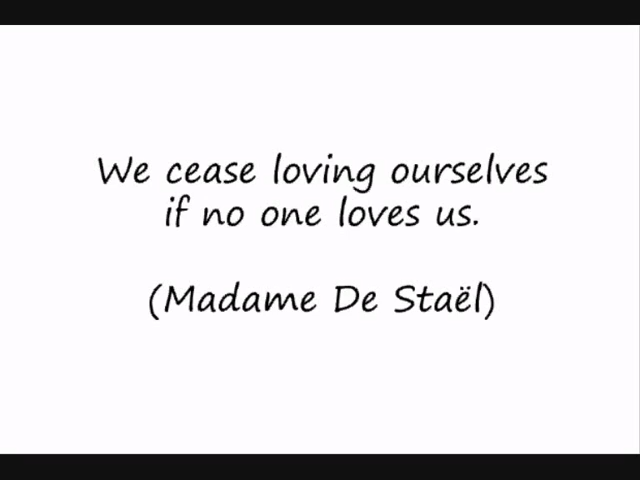 We cease loving ourselves
if no one loves us.
(Madame De Staël)